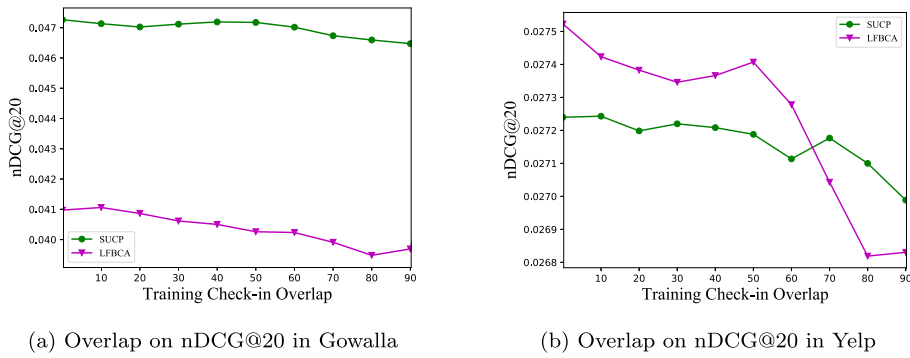 0.047
0.046
0.045
0.044
0.043
0.042
0.041
0.040
nDCG@20
SUCP
LFBCA
10 20 30 40 50 60 70 80 90
Training Check-in Overlap
(a) Overlap on nDCG@20 in Gowalla
0.0275
0.0274
0.0273
0.0272
0.0271
0.0270
0.0269
0.0268
nDCG@20
SUCP
LFBCA
10 20 30 40 50 60 70 80 90
Training Check-in Overlap
(b) Overlap on nDCG@20 in Yelp